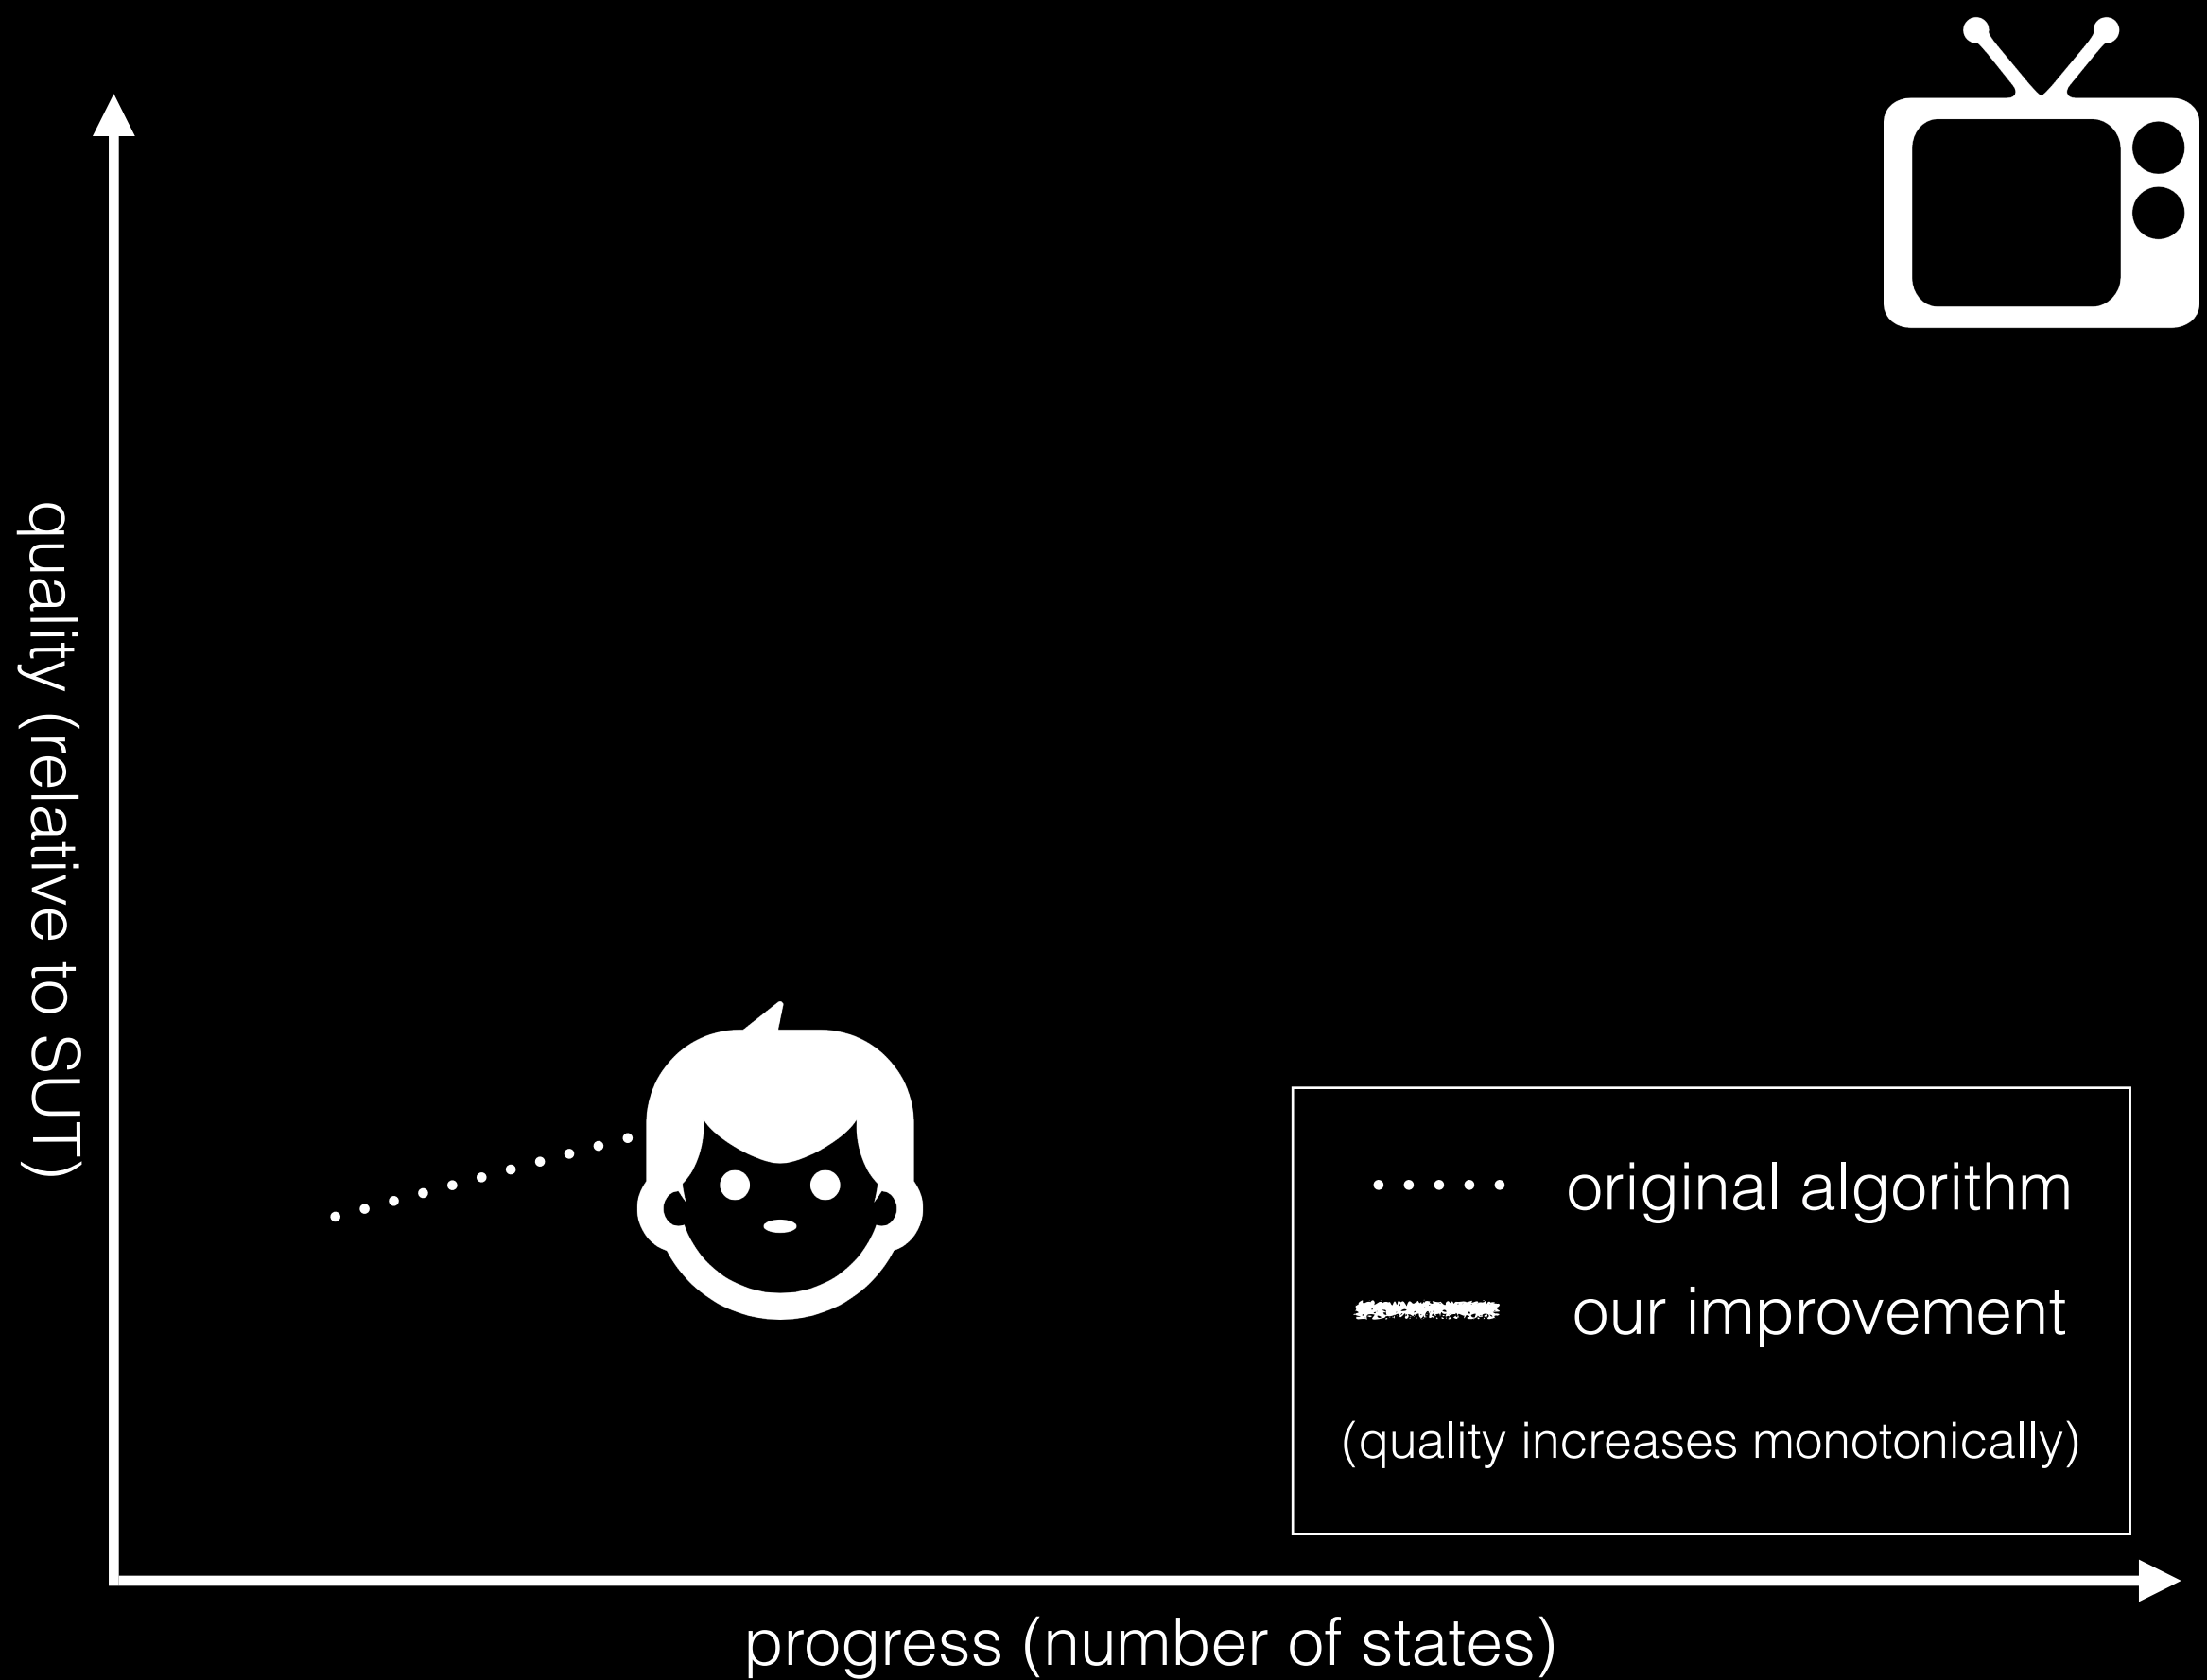 quality (relative to SUT)
original algorithm
our improvement
(quality increases monotonically)
progress (number of states)